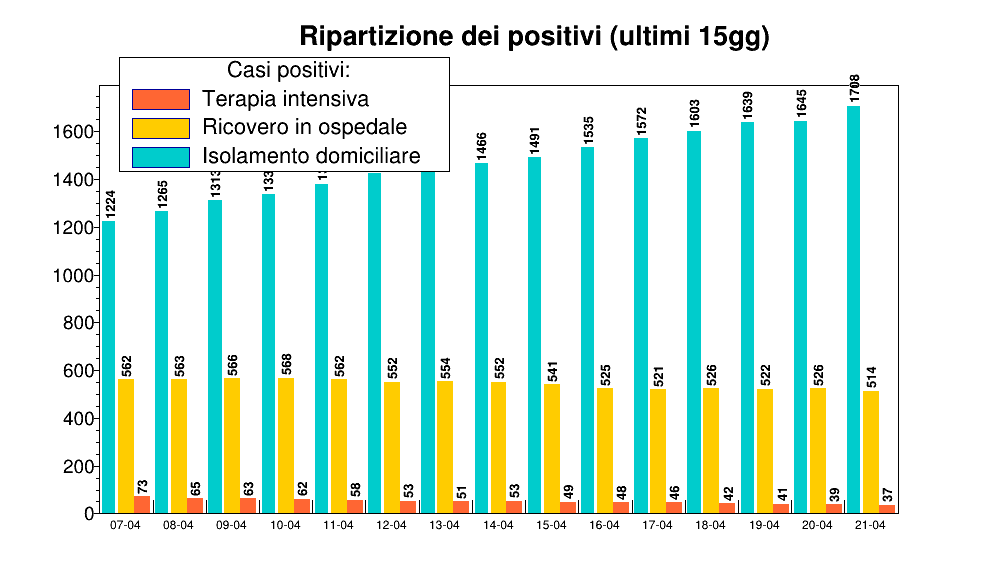 Ripartizione dei positivi (ultimi 15gg)
Casi positivi:
Terapia intensiva
Ricovero in ospedale
Isolamento domiciliare
1600
1400
1200
1000
800
600
400
200
0
1224 1265 1313 1466 1491 1535 1572 1603 1639 1645 1708
562 563 566 568 562 552 554 552 541 525 521 526 522 526 514
73 65 63 62 58 53 51 53 49 48 46 42 41 39 37
07-04 08-04 09-04 10-04 11-04 12-04 13-04 14-04 15-04 16-04 17-04 18-04 19-04 20-04 21-04